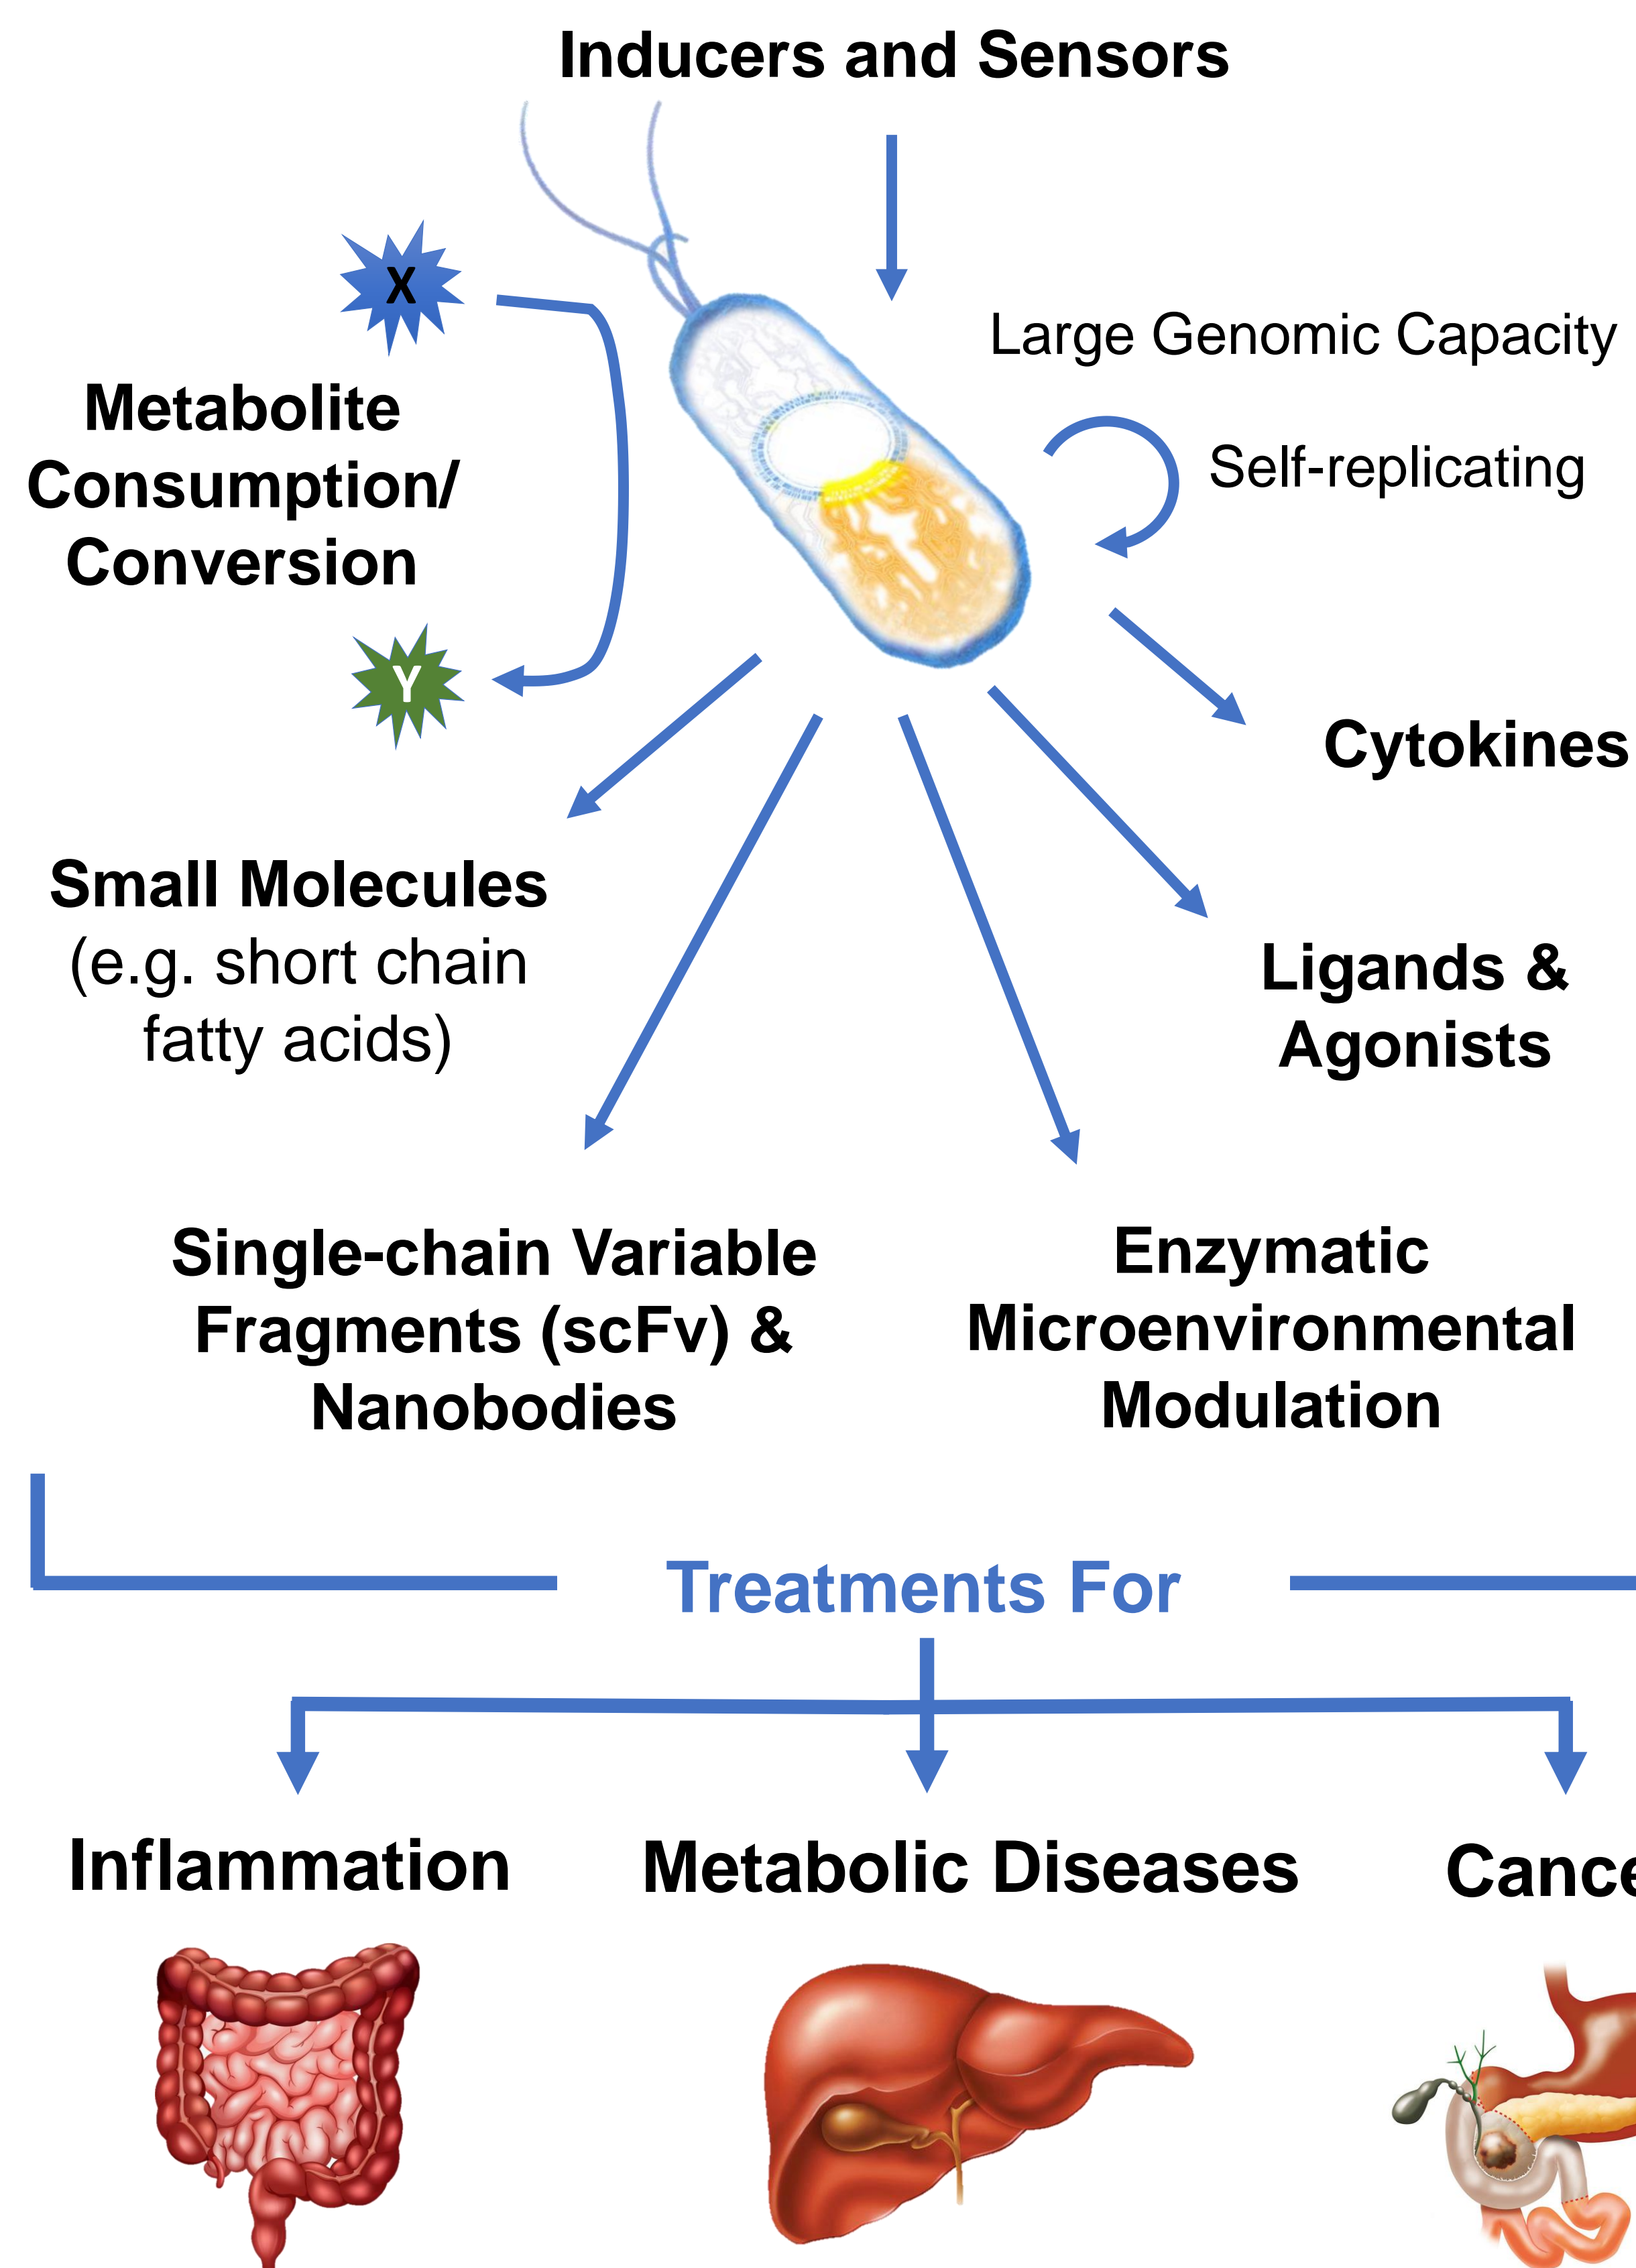 Inducers and Sensors
X
Large Genomic Capacity
Metabolite
Consumption/
Conversion
Self-replicating
Y
Cytokines
Small Molecules
(e.g. short chain
fatty acids)
Ligands &
Agonists
Single-chain Variable
Fragments (scFv) &
Nanobodies
Enzymatic
Microenvironmental
Modulation
Treatments For
Inflammation
Metabolic Diseases